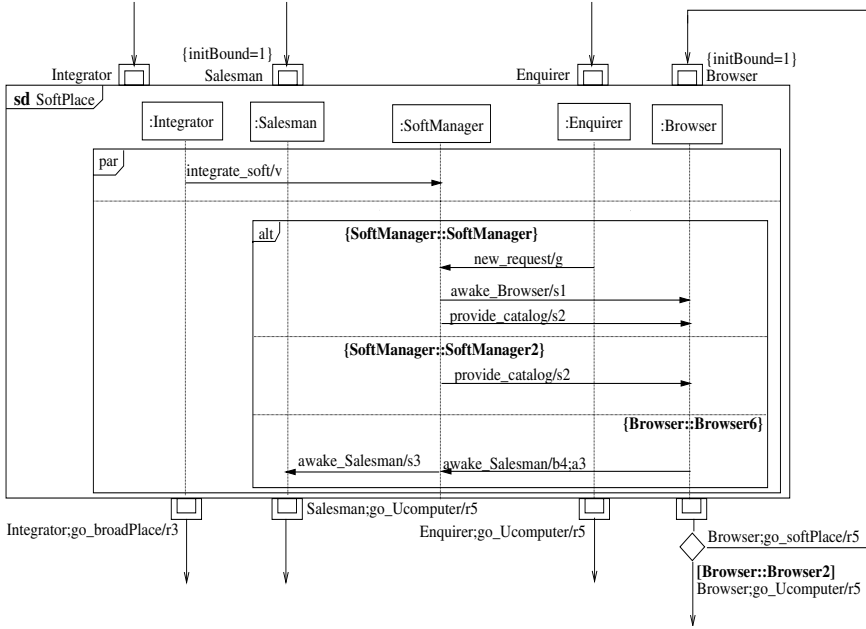 {initBound=1}
{initBound=1}
Integrator
Salesman
Enquirer
Browser
sd SoftPlace
:Integrator
:Salesman
:SoftManager
:Enquirer
:Browser
par
integrate_soft/v
alt
{SoftManager::SoftManager}
new_request/g
awake_Browser/s1
provide_catalog/s2
{SoftManager::SoftManager2}
provide_catalog/s2
{Browser::Browser6}
awake_Salesman/s3
awake_Salesman/b4;a3
Integrator;go_broadPlace/r3
Salesman;go_Ucomputer/r5
Enquirer;go_Ucomputer/r5
Browser;go_softPlace/r5
[Browser::Browser2]
Browser;go_Ucomputer/r5